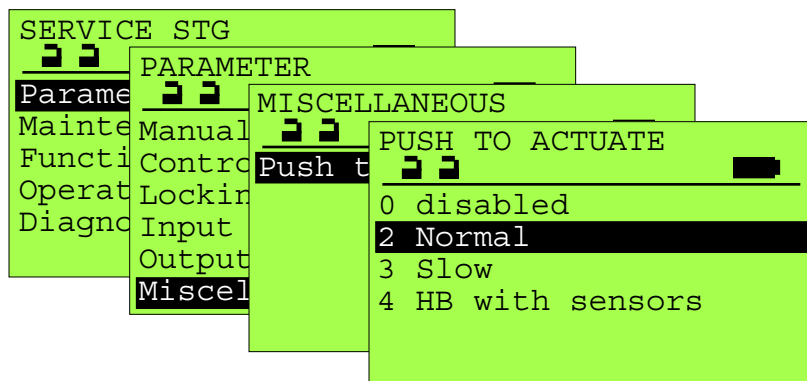 SERVICE STG
Parame
Mainte
Functi
Operat
Diagno
PARAMETER
Manual
Contro
Lockin
Input
Output
Miscel
MISCELLANEOUS
Push t
PUSH TO ACTUATE
0 disabled
2 Normal
3 Slow
4 HB with sensors